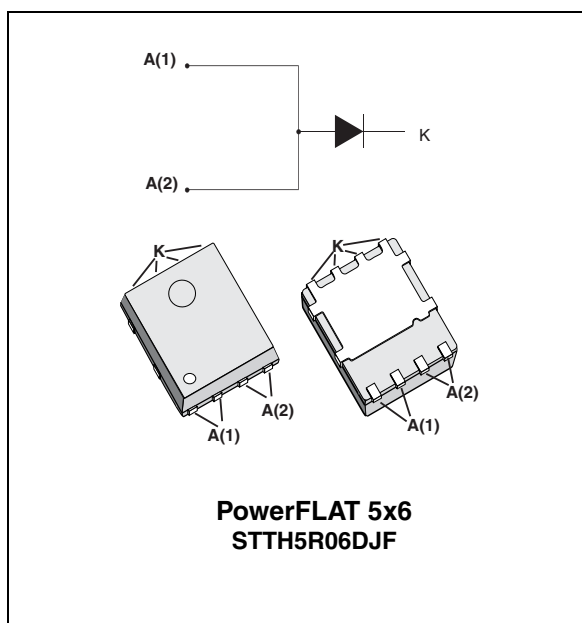 A(1)
K
A(2)
K
K
A(2)
A(2)
A(1)
A(1)
PowerFLAT 5x6
STTH5R06DJF